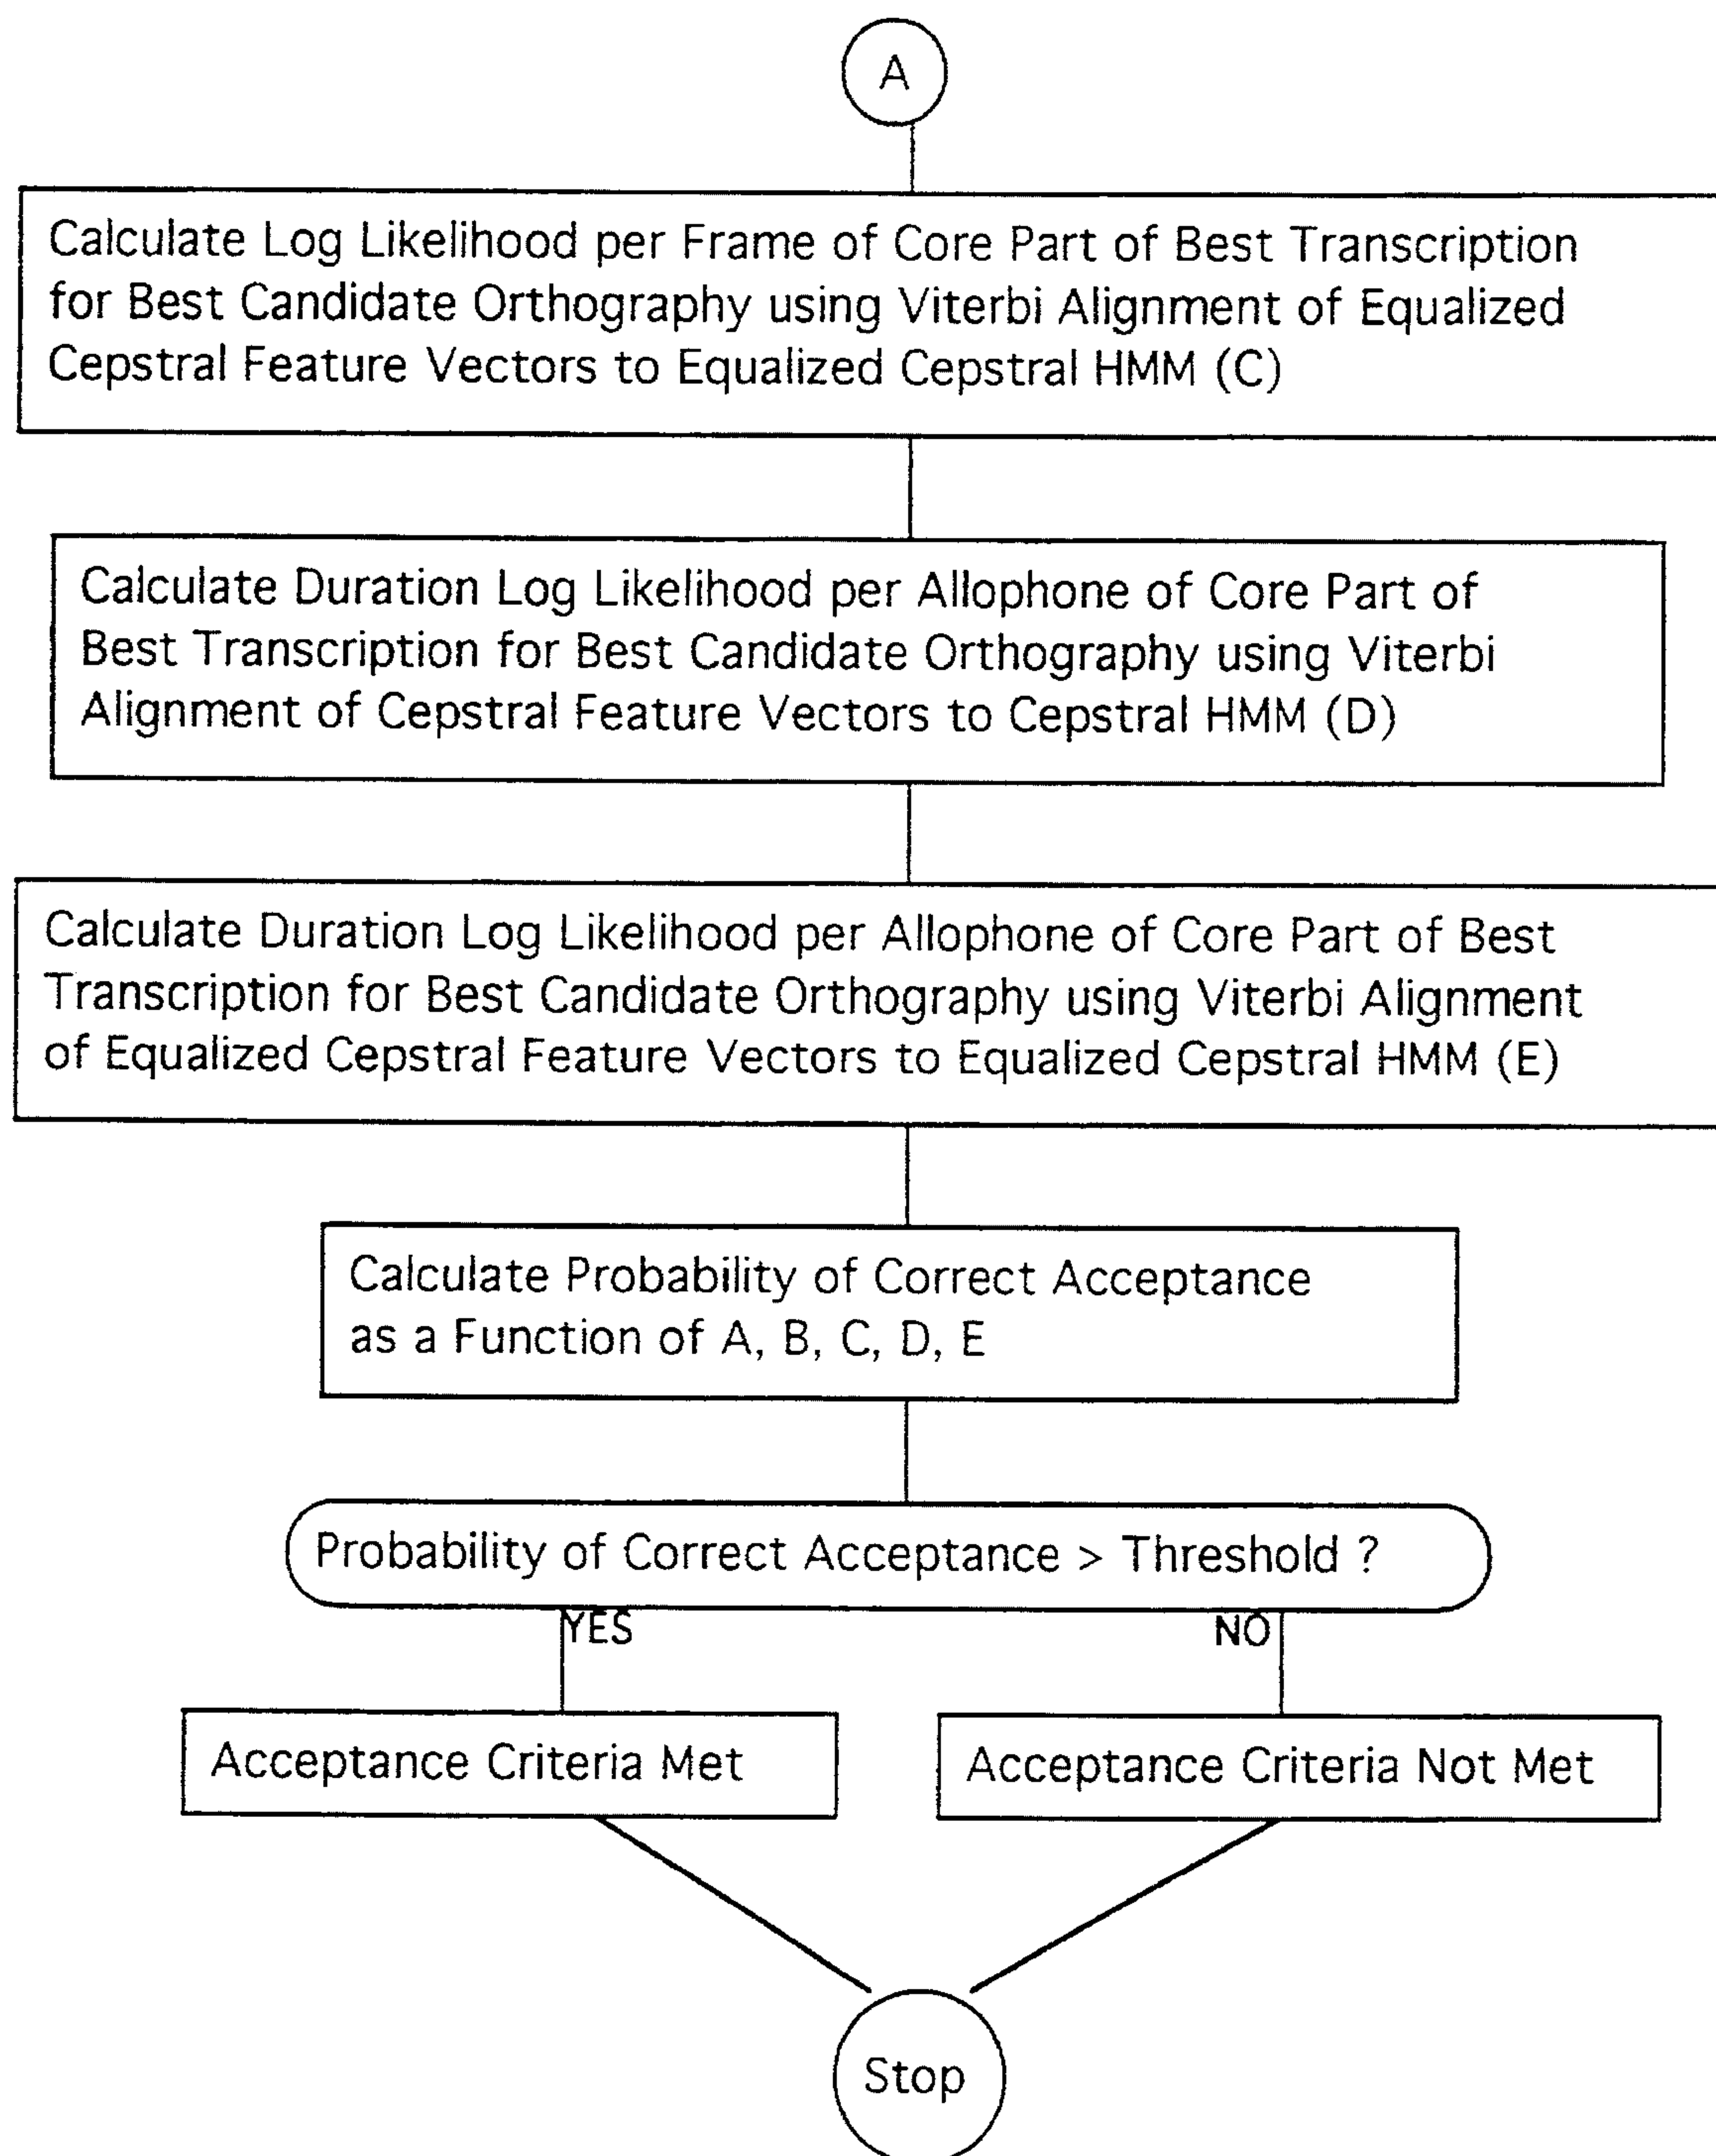 A
Calculate Log Likelihood per Frame of Core Part of Best Transcription
for Best Candidate Orthography using Viterbi Alignment of Equalized
Cepstral Feature Vectors to Equalized Cepstral HMM (C)
Calculate Duration Log Likelihood per Allophone of Core Part of
Best Transcription for Best Candidate Orthography using Viterbi
Alignment of Cepstral Feature Vectors to Cepstral HMM (D)
Calculate Duration Log Likelihood per Allophone of Core Part of Best
Transcription for Best Candidate Orthography using Viterbi Alignment
of Equalized Cepstral Feature Vectors to Equalized Cepstral HMM (E)
Calculate Probability of Correct Acceptance
as a Function of A, B, C, D, E
Probability of Correct Acceptance > Threshold ?
YES
NO
Acceptance Criteria Met
Acceptance Criteria Not Met
Stop